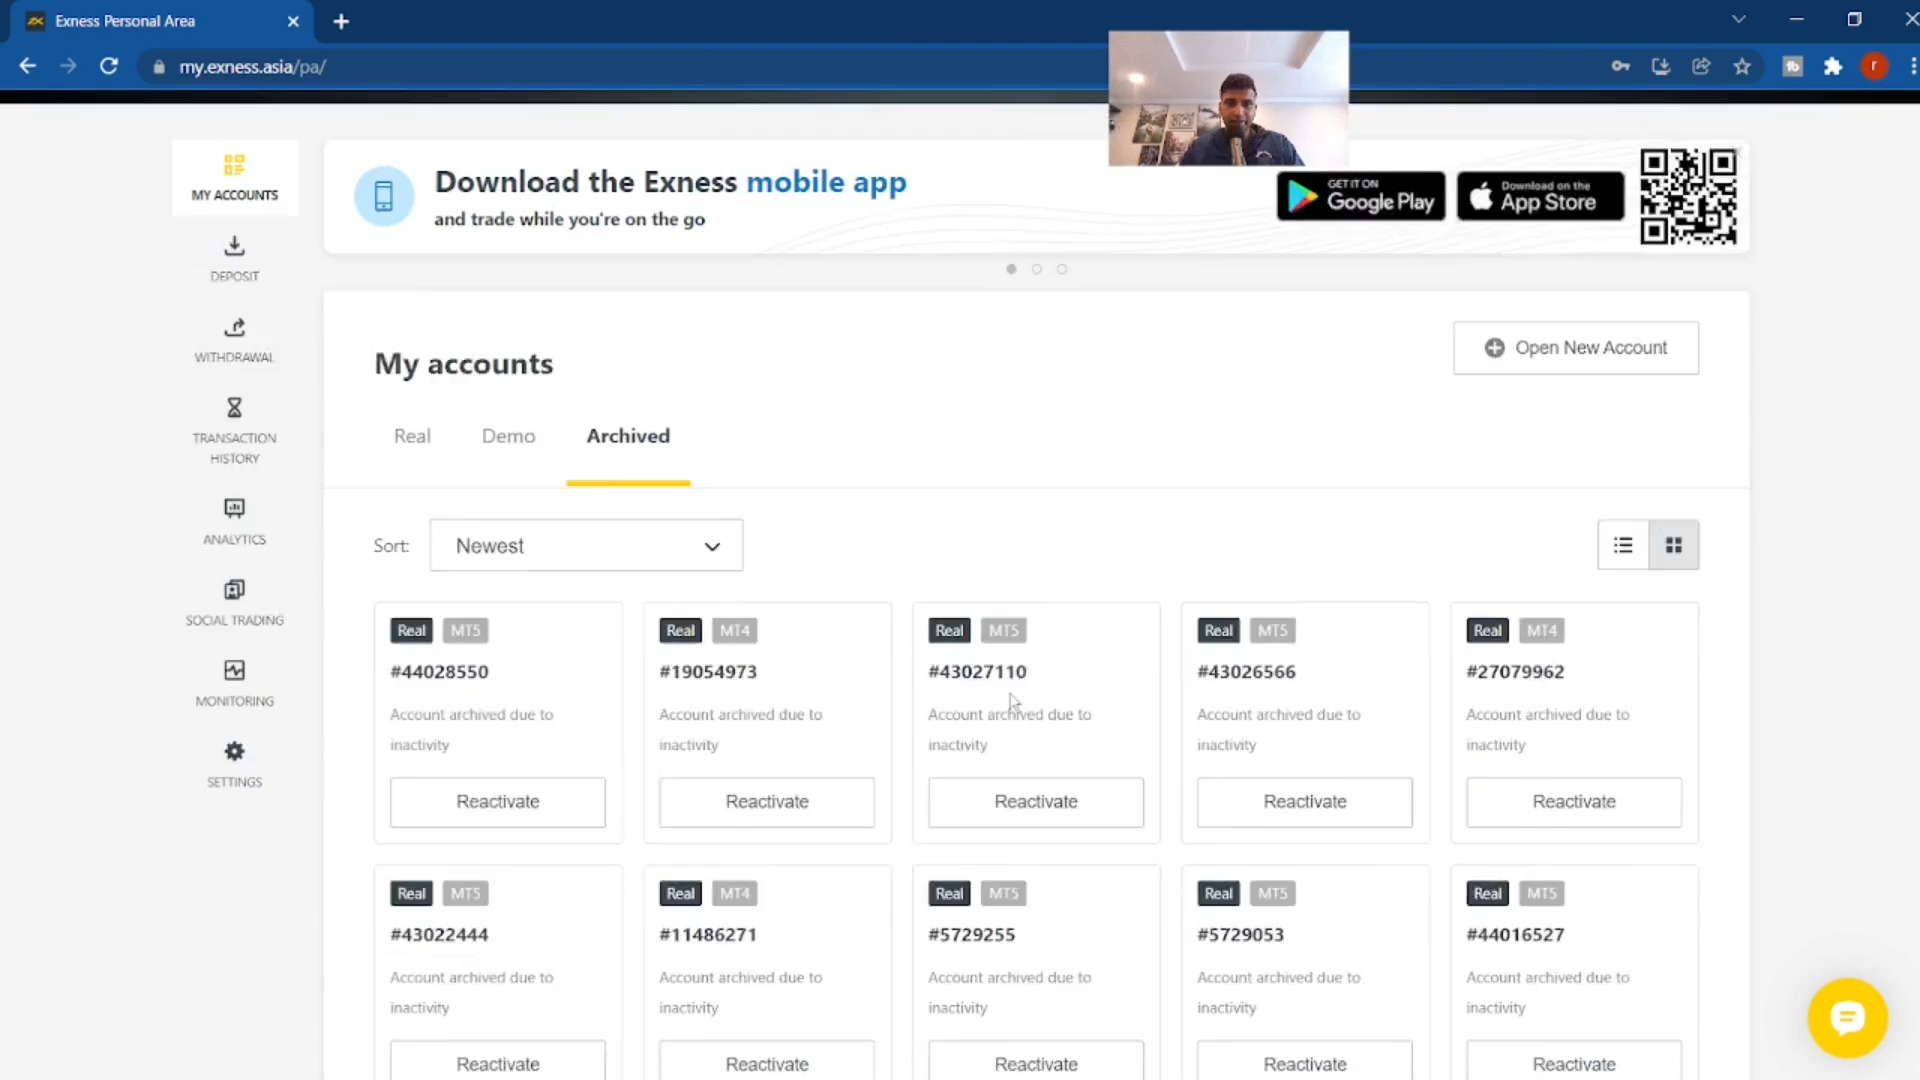 Exness Personal Area
my.exness.asia/pa/
r
MY ACCOUNTS
DEPOSIT
WITHDRAWAL
TRANSACTION
HISTORY
ANALYTICS
SOCIAL TRADING
MONITORING
SETTINGS
Download the Exness mobile app
and trade while you're on the go
GET IT ON
Google Play
Download on the
App Store
My accounts
Open New Account
Real Demo Archived
Sort: Newest
Real MT5
#44028550
Account archived due to
inactivity
Reactivate
Real MT4
#19054973
Account archived due to
inactivity
Reactivate
Real MT5
#43027110
Account archived due to
inactivity
Reactivate
Real MT5
#43026566
Account archived due to
inactivity
Reactivate
Real MT4
#27079962
Account archived due to
inactivity
Reactivate
Real MT5
#43022444
Account archived due to
inactivity
Reactivate
Real MT4
#11486271
Account archived due to
inactivity
Reactivate
Real MT5
#5729255
Account archived due to
inactivity
Reactivate
Real MT5
#5729053
Account archived due to
inactivity
Reactivate
Real MT5
#44016527
Account archived due to
inactivity
Reactivate